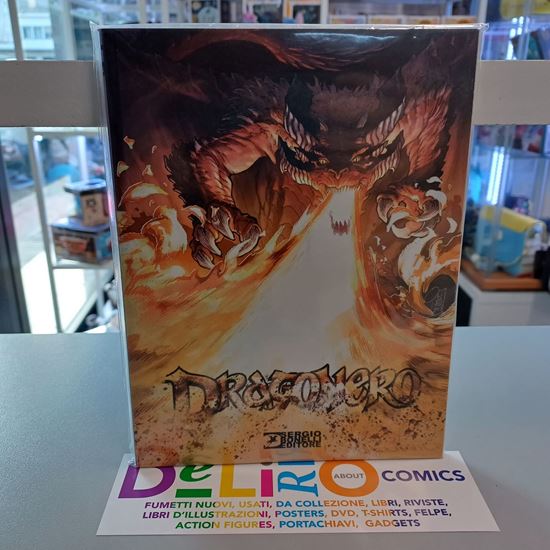 DRAGONERO
SERGIO
BONELLI
EDITORE
DeLiRiO ABOUT COMICS
FUMETTI NUOVI, USATI, DA COLLEZIONE, LIBRI, RIVISTE,
LIBRI D'ILLUSTRAZIONI, POSTERS, DVD, T-SHIRTS, FELPE,
ACTION FIGURES, PORTACHIAVI, GADGETS